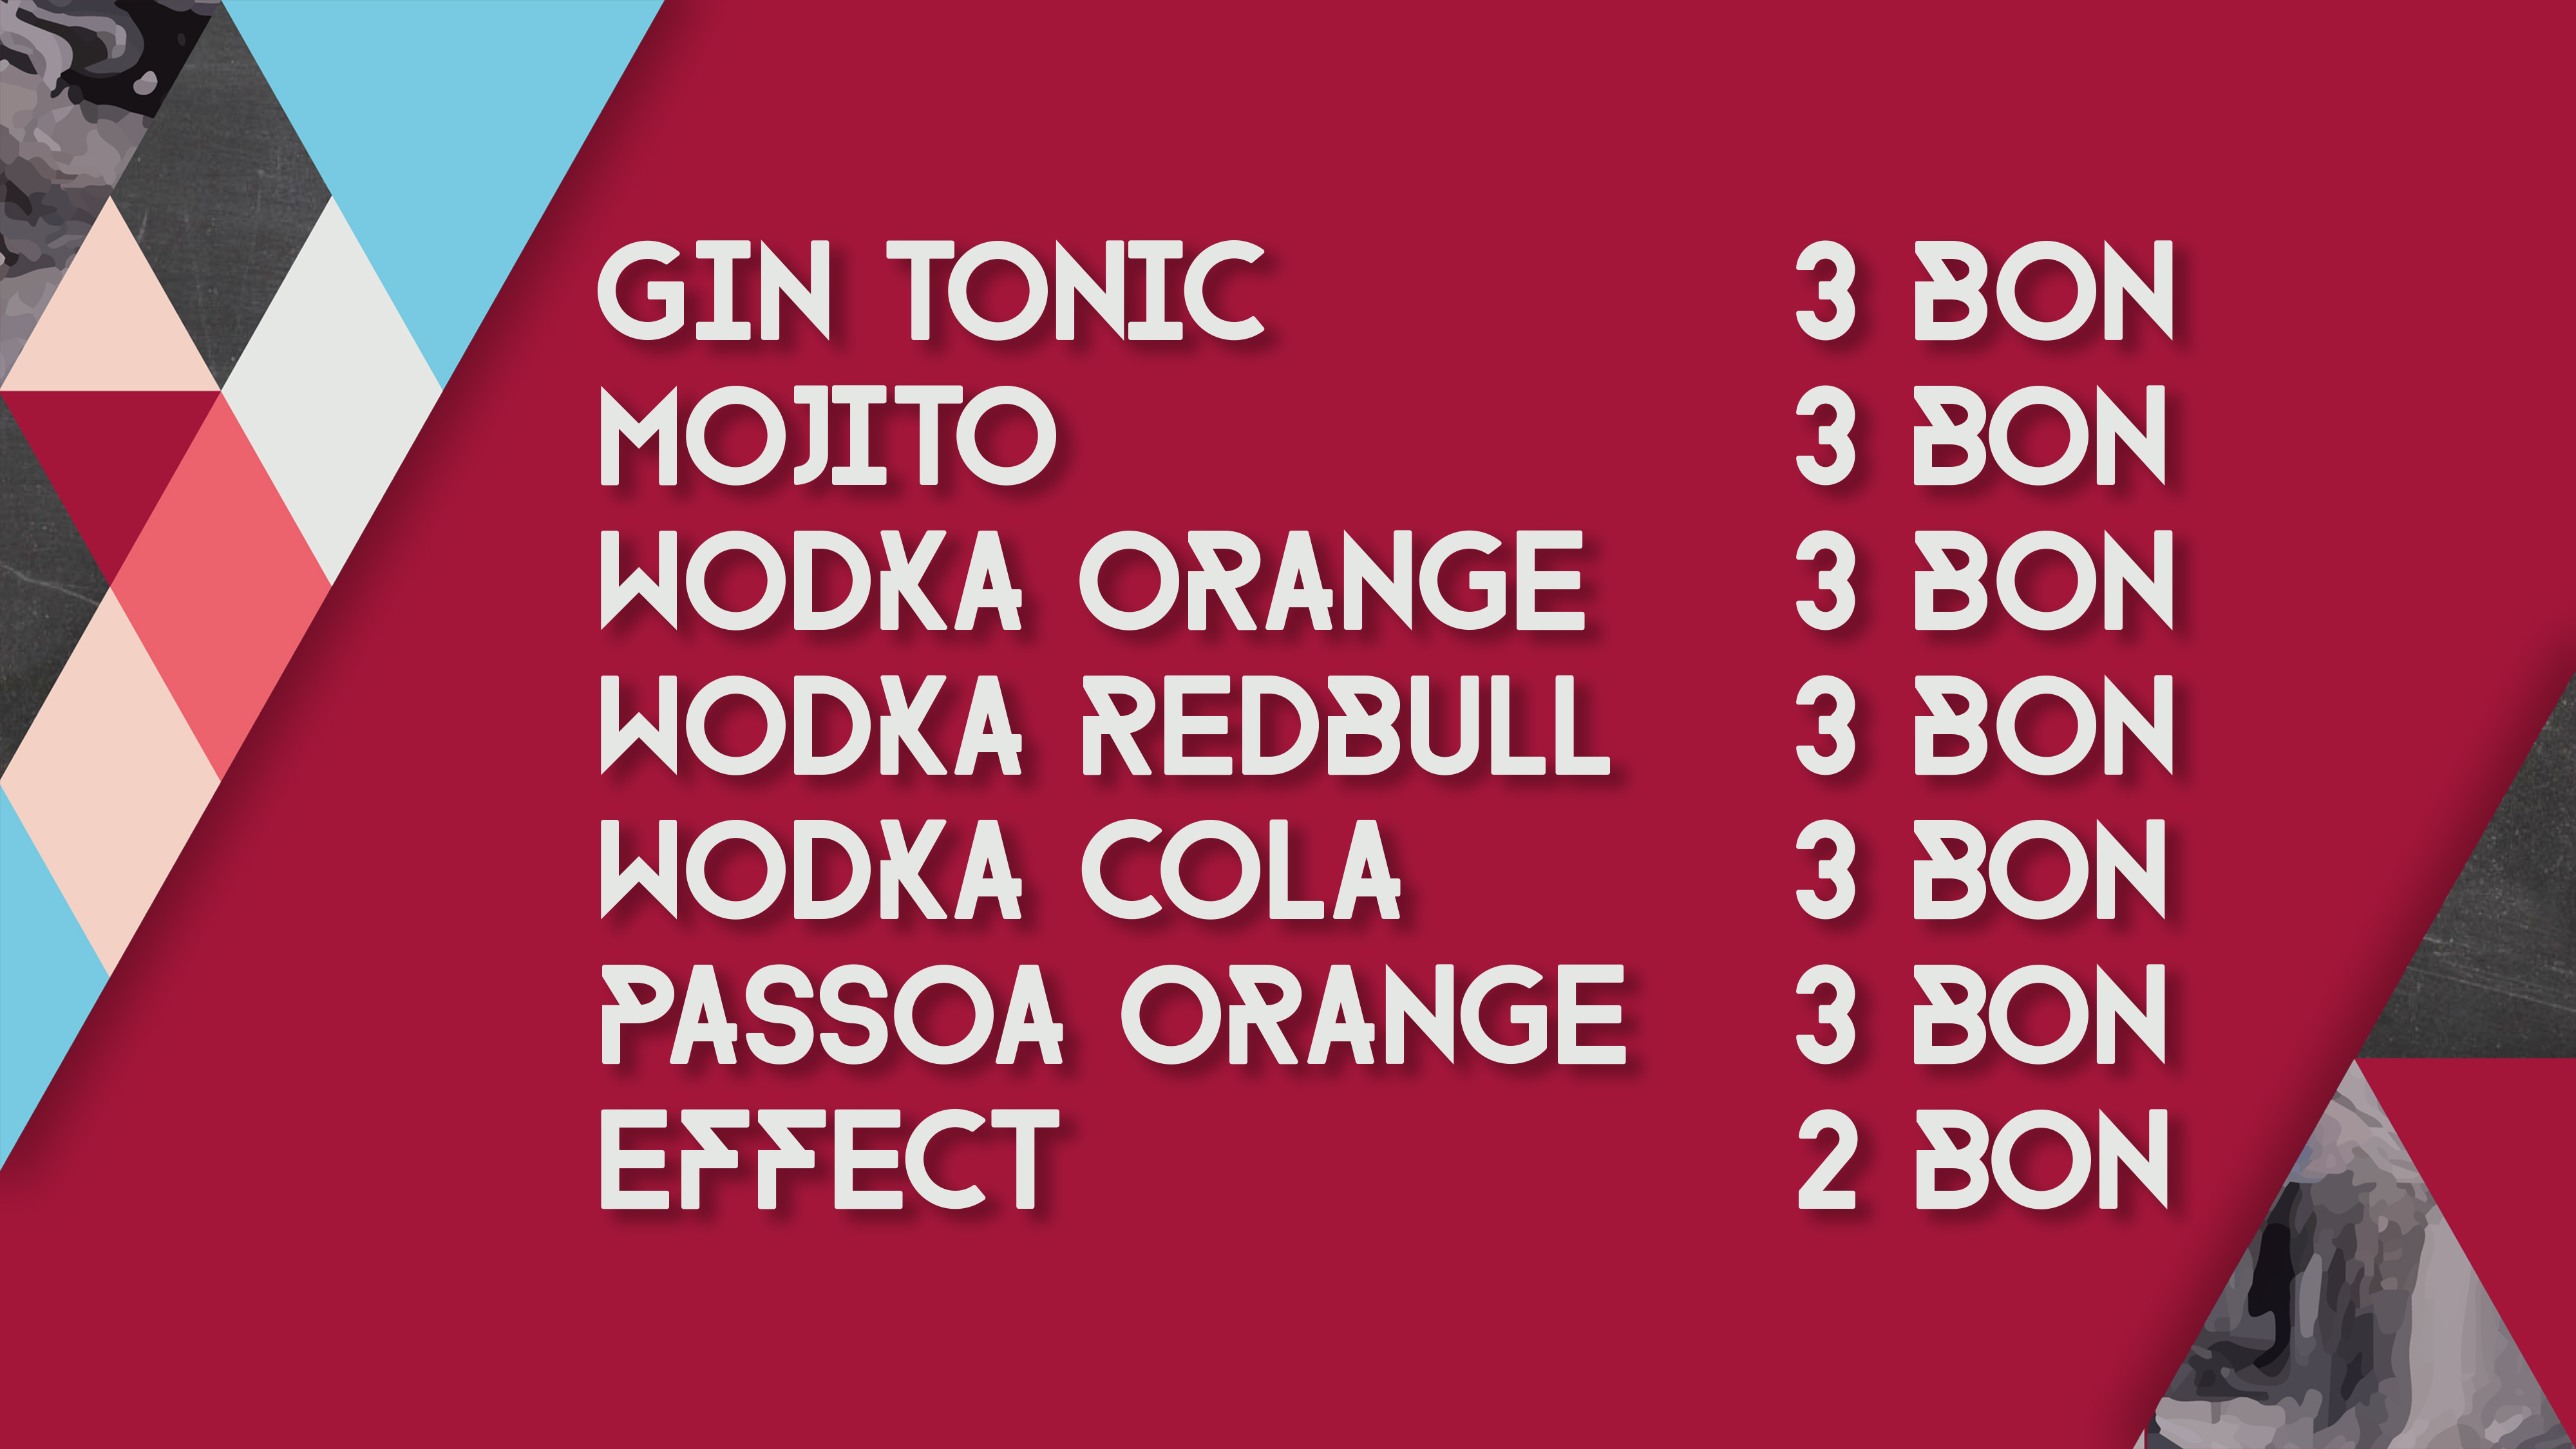 GIN TONIC 3 BON
MOJITO 3 BON
WODKA ORANGE 3 BON
WODKA REDBULL 3 BON
WODKA COLA 3 BON
PASSOA ORANGE 3 BON
EFFECT 2 BON